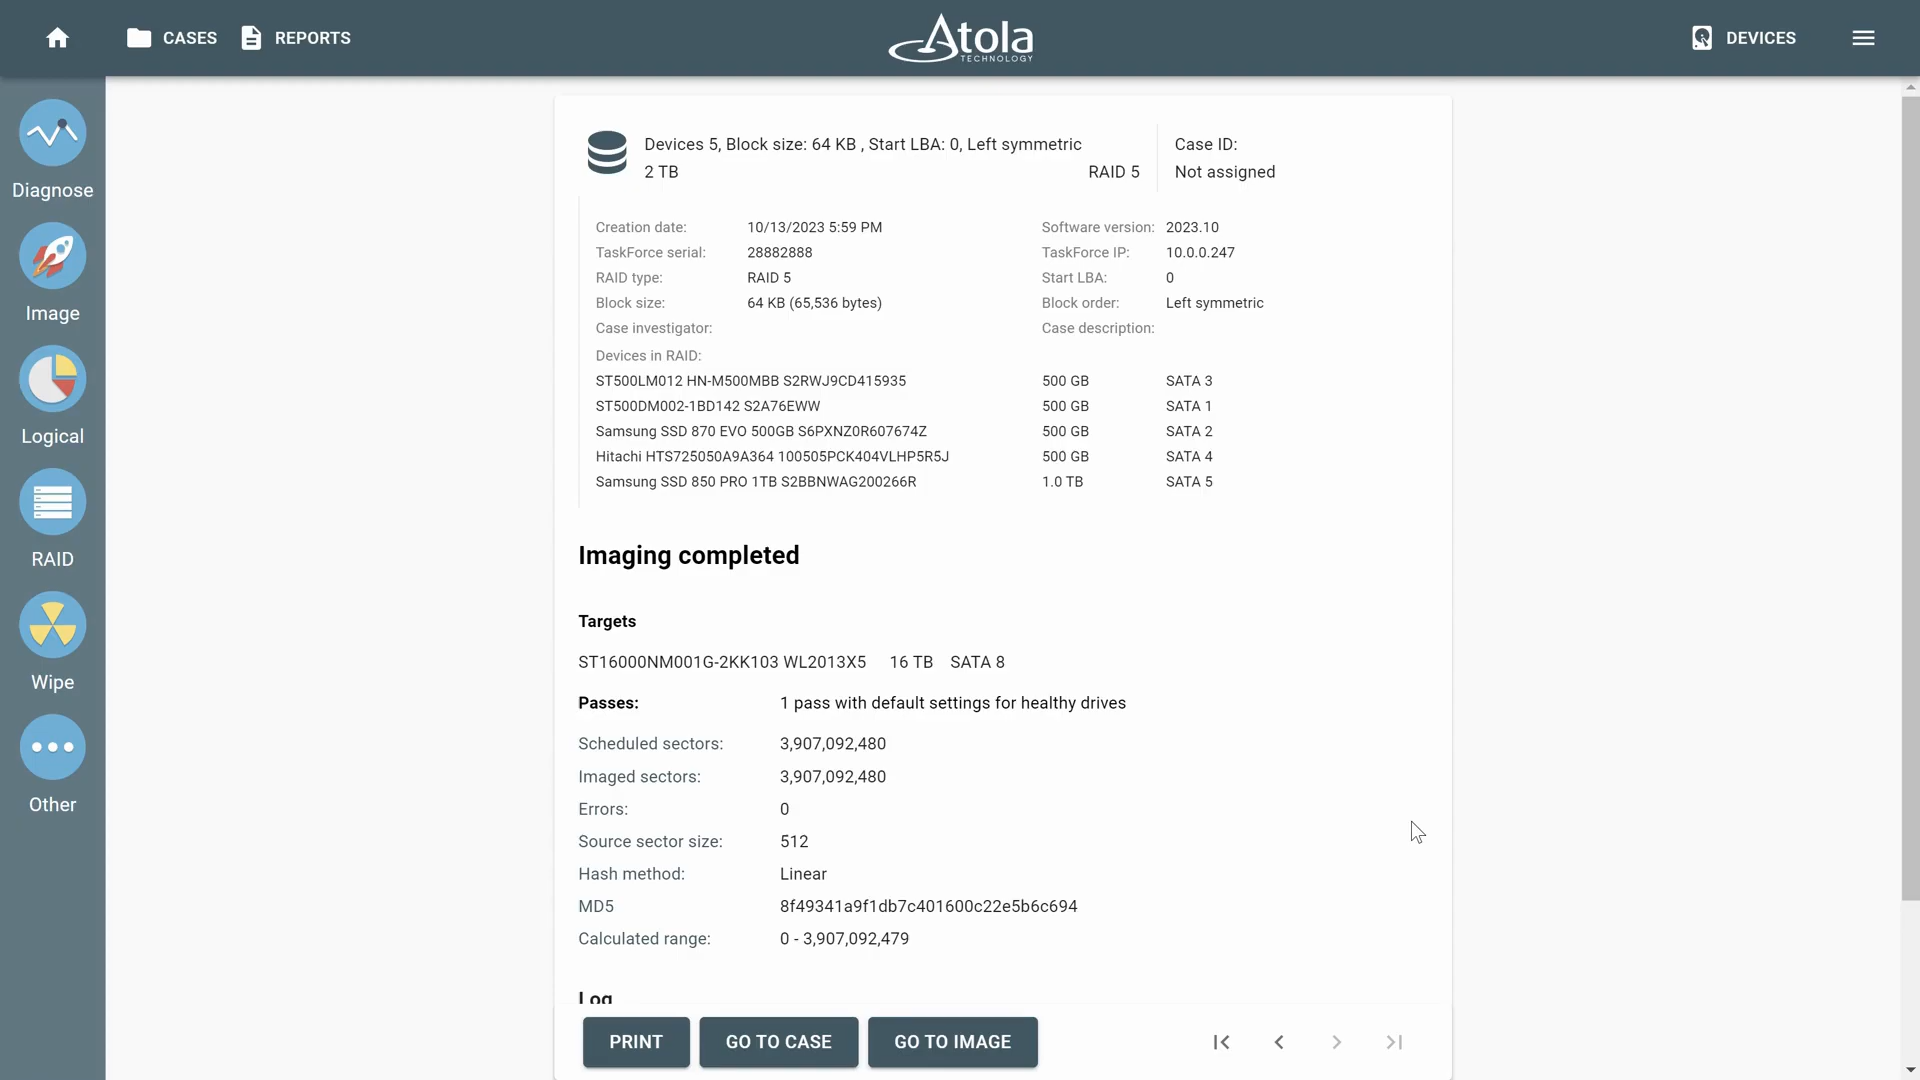 CASES
REPORTS
Atola
TECHNOLOGY
DEVICES
Diagnose
Image
Logical
RAID
Wipe
Other
Devices 5, Block size: 64 KB , Start LBA: 0, Left symmetric
2 TB RAID 5
Case ID:
Not assigned
Creation date: 10/13/2023 5:59 PM Software version: 2023.10
TaskForce serial: 28882888 TaskForce IP: 10.0.0.247
RAID type: RAID 5 Start LBA: 0
Block size: 64 KB (65,536 bytes) Block order: Left symmetric
Case investigator: Case description:
Devices in RAID:
ST500LM012 HN-M500MBB S2RWJ9CD415935 500 GB SATA 3
ST500DM002-1BD142 S2A76EWW 500 GB SATA 1
Samsung SSD 870 EVO 500GB S6PXNZ0R607674Z 500 GB SATA 2
Hitachi HTS725050A9A364 100505PCK404VLHP5R5J 500 GB SATA 4
Samsung SSD 850 PRO 1TB S2BBNWAG200266R 1.0 TB SATA 5
Imaging completed
Targets
ST16000NM001G-2KK103 WL2013X5 16 TB SATA 8
Passes: 1 pass with default settings for healthy drives
Scheduled sectors: 3,907,092,480
Imaged sectors: 3,907,092,480
Errors: 0
Source sector size: 512
Hash method: Linear
MD5 8f49341a9f1db7c401600c22e5b6c694
Calculated range: 0 - 3,907,092,479
Log
PRINT
GO TO CASE
GO TO IMAGE